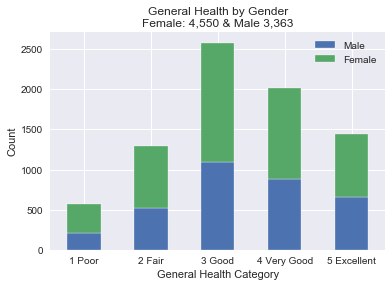 General Health by Gender
Female: 4,550 & Male 3,363
Male
Female
2500
2000
1500
1000
500
0
Count
1 Poor 2 Fair 3 Good 4 Very Good 5 Excellent
General Health Category